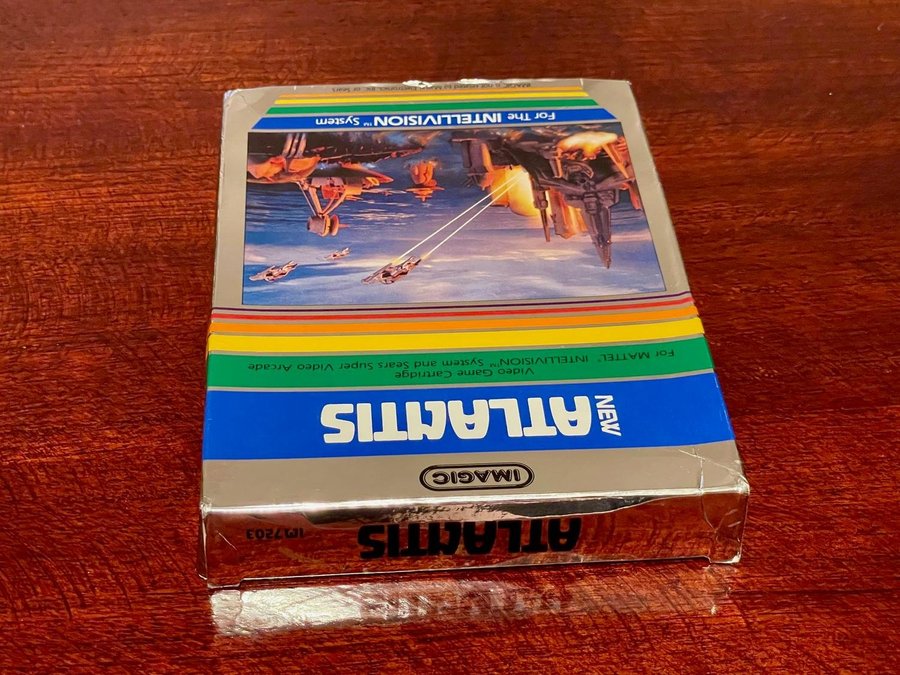 ATLANTIS IM7203
IMAGIC
NEW ATLANTIS
Video Game Cartridge
For MATTEL® INTELLIVISION™ System and Sears Super Video Arcade
For The INTELLIVISION™ System
IMAGIC is not related to Mattel Electronics, Inc. or Sears